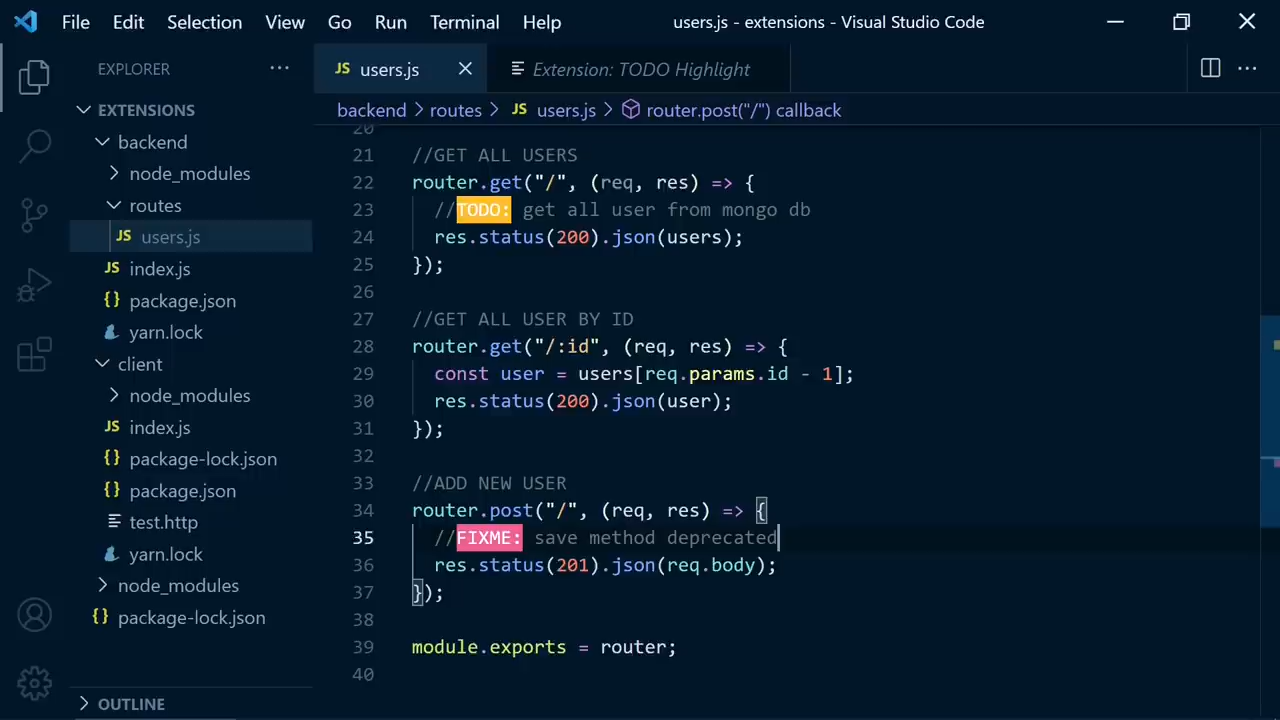 File Edit Selection View Go Run Terminal Help users.js - extensions - Visual Studio Code
EXPLORER ...
EXTENSIONS
backend
node_modules
routes
JS users.js
JS index.js
{} package.json
yarn.lock
client
node_modules
JS index.js
{} package-lock.json
{} package.json
test.http
yarn.lock
node_modules
{} package-lock.json
OUTLINE
JS users.js Extension: TODO Highlight ...
backend > routes > JS users.js > router.post("/") callback
20
21 //GET ALL USERS
22 router.get("/", (req, res) => {
23 //TODO: get all user from mongo db
24 res.status(200).json(users);
25 });
26
27 //GET ALL USER BY ID
28 router.get("/:id", (req, res) => {
29 const user = users[req.params.id - 1];
30 res.status(200).json(user);
31 });
32
33 //ADD NEW USER
34 router.post("/", (req, res) => {
35 //FIXME: save method deprecated
36 res.status(201).json(req.body);
37 });
38
39 module.exports = router;
40